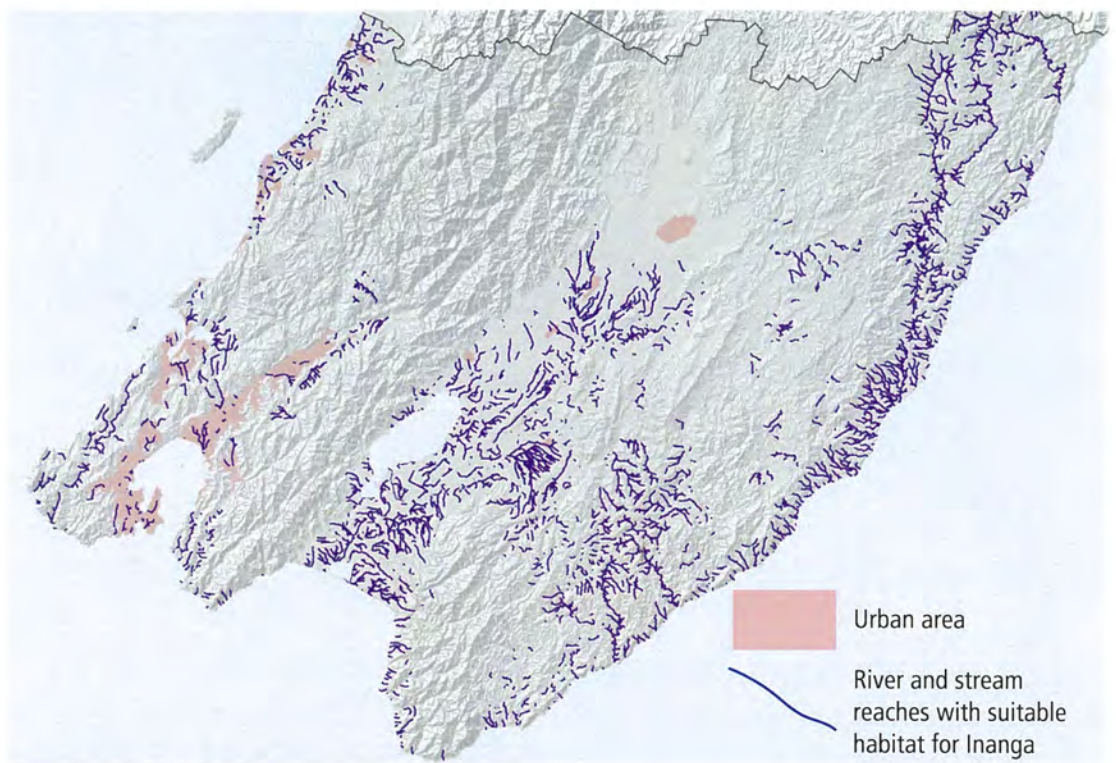 Urban area
River and stream
reaches with suitable
habitat for Inanga